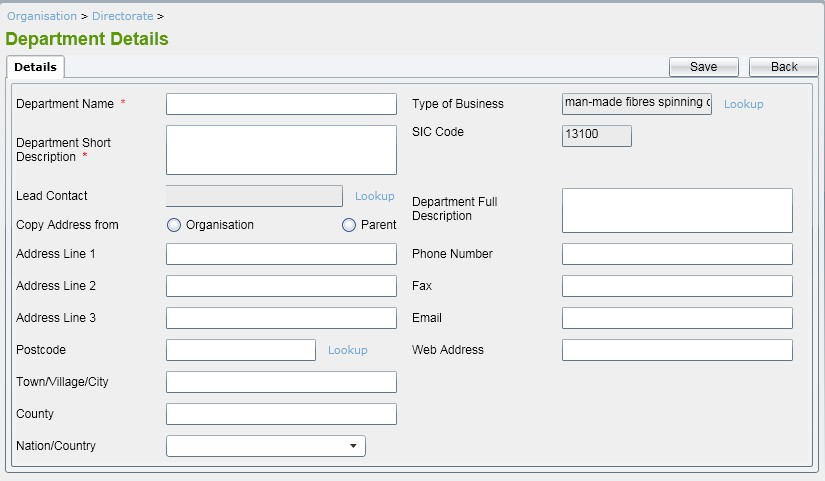 Organisation > Directorate >
Department Details
Details
Save
Back
Department Name *
Department Short
Description *
Lead Contact
Lookup
Copy Address from
Organisation
Parent
Address Line 1
Address Line 2
Address Line 3
Postcode
Lookup
Town/Village/City
County
Nation/Country
Type of Business
man-made fibres spinning
Lookup
SIC Code
13100
Department Full
Description
Phone Number
Fax
Email
Web Address